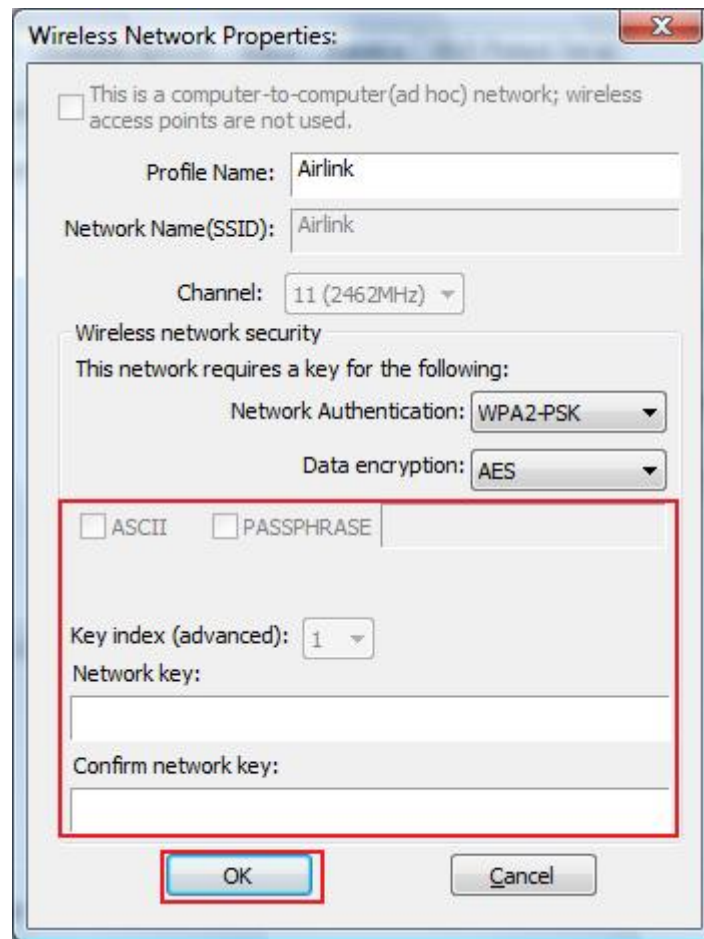 Wireless Network Properties:
This is a computer-to-computer(ad hoc) network; wireless
access points are not used.
Profile Name: Airlink
Network Name(SSID): Airlink
Channel: 11 (2462MHz)
Wireless network security
This network requires a key for the following:
Network Authentication: WPA2-PSK
Data encryption: AES
ASCII PASSPHRASE
Key index (advanced): 1
Network key:
Confirm network key:
OK Cancel